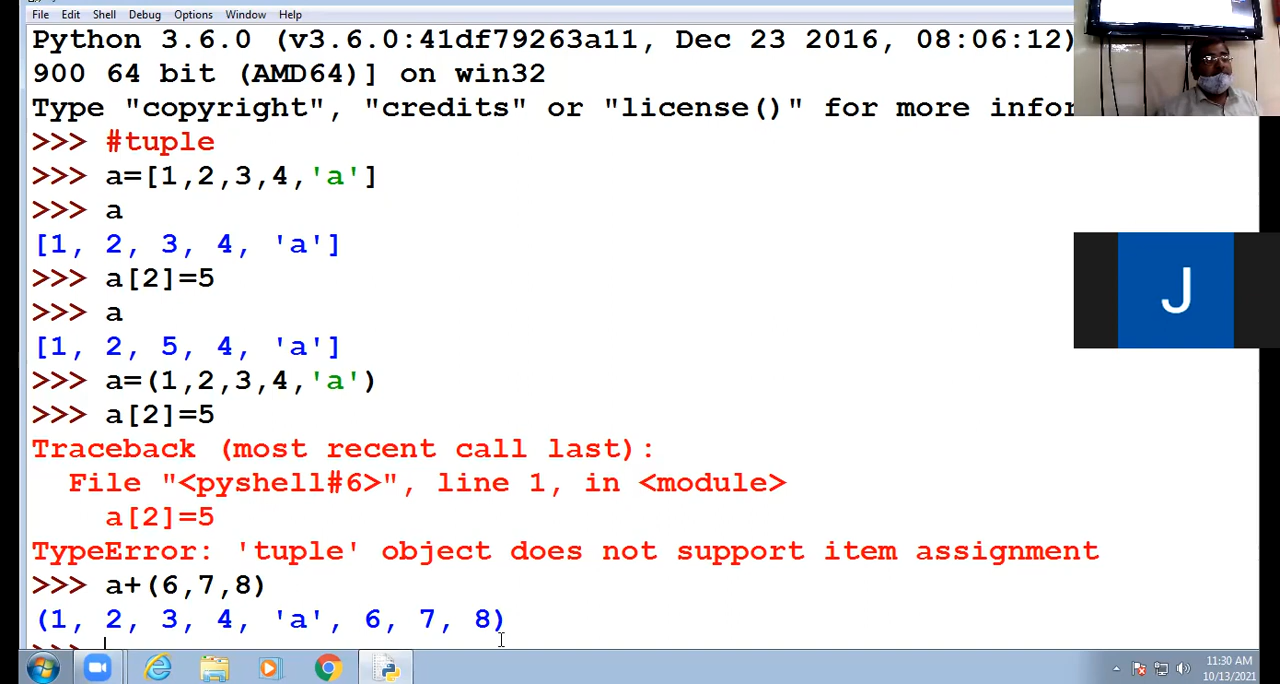 File Edit Shell Debug Options Window Help
Python 3.6.0 (v3.6.0:41df79263a11, Dec 23 2016, 08:06:12)
900 64 bit (AMD64)] on win32
Type "copyright", "credits" or "license()" for more infor
>>> #tuple
>>> a=[1,2,3,4,'a']
>>> a
[1, 2, 3, 4, 'a']
>>> a[2]=5
>>> a
[1, 2, 5, 4, 'a']
>>> a=(1,2,3,4,'a')
>>> a[2]=5
Traceback (most recent call last):
  File "<pyshell#6>", line 1, in <module>
    a[2]=5
TypeError: 'tuple' object does not support item assignment
>>> a+(6,7,8)
(1, 2, 3, 4, 'a', 6, 7, 8)
>>>
J
11:30 AM
10/13/2021